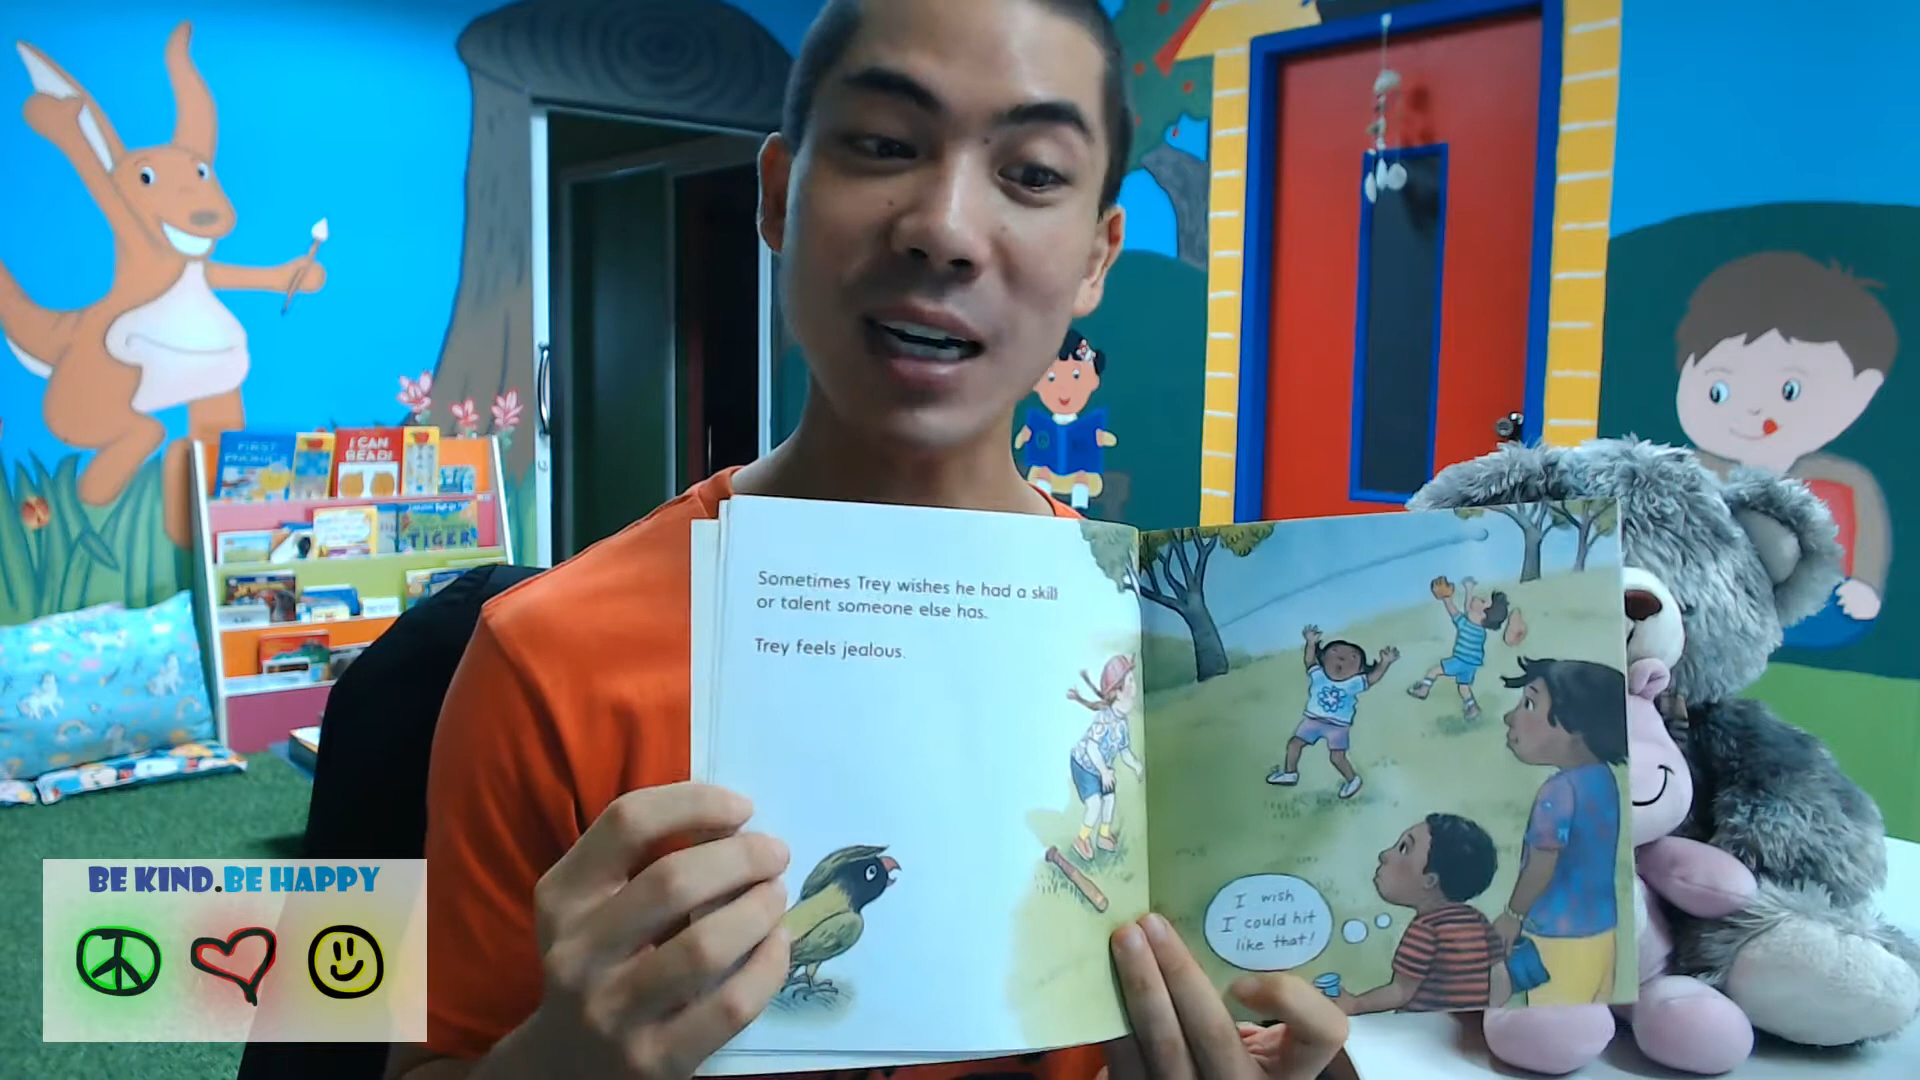 FIRST
I CAN
READ!
TIGER
Sometimes Trey wishes he had a skill
or talent someone else has.
Trey feels jealous.
I wish
I could hit
like that!
BE KIND.BE HAPPY